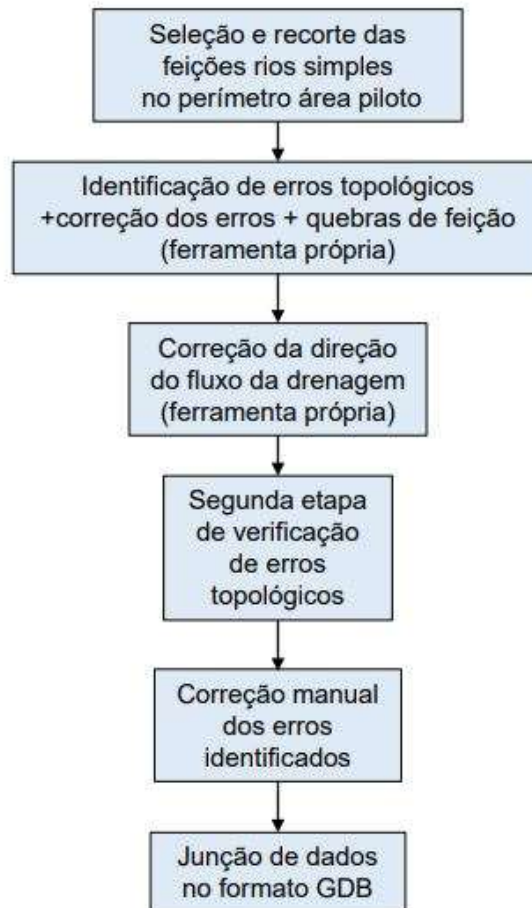 Seleção e recorte das
feições rios simples
no perímetro área piloto
Identificação de erros topológicos
+correção dos erros + quebras de feição
(ferramenta própria)
Correção da direção
do fluxo da drenagem
(ferramenta própria)
Segunda etapa
de verificação
de erros
topológicos
Correção manual
dos erros
identificados
Junção de dados
no formato GDB